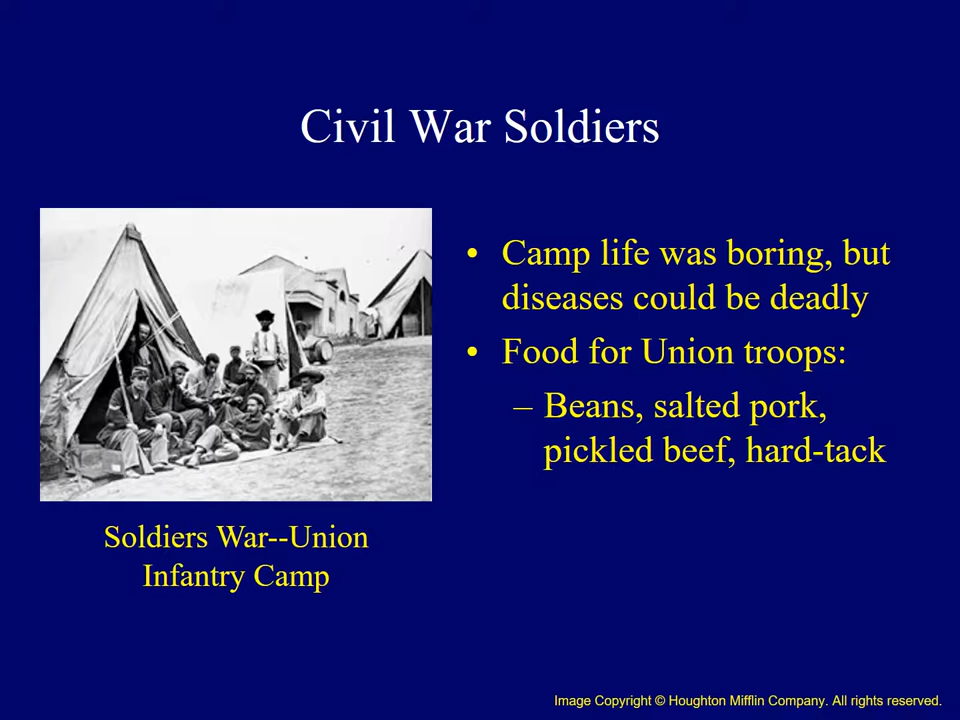 Civil War Soldiers
• Camp life was boring, but
diseases could be deadly
• Food for Union troops:
– Beans, salted pork,
pickled beef, hard-tack
Soldiers War--Union
Infantry Camp
Image Copyright © Houghton Mifflin Company. All rights reserved.